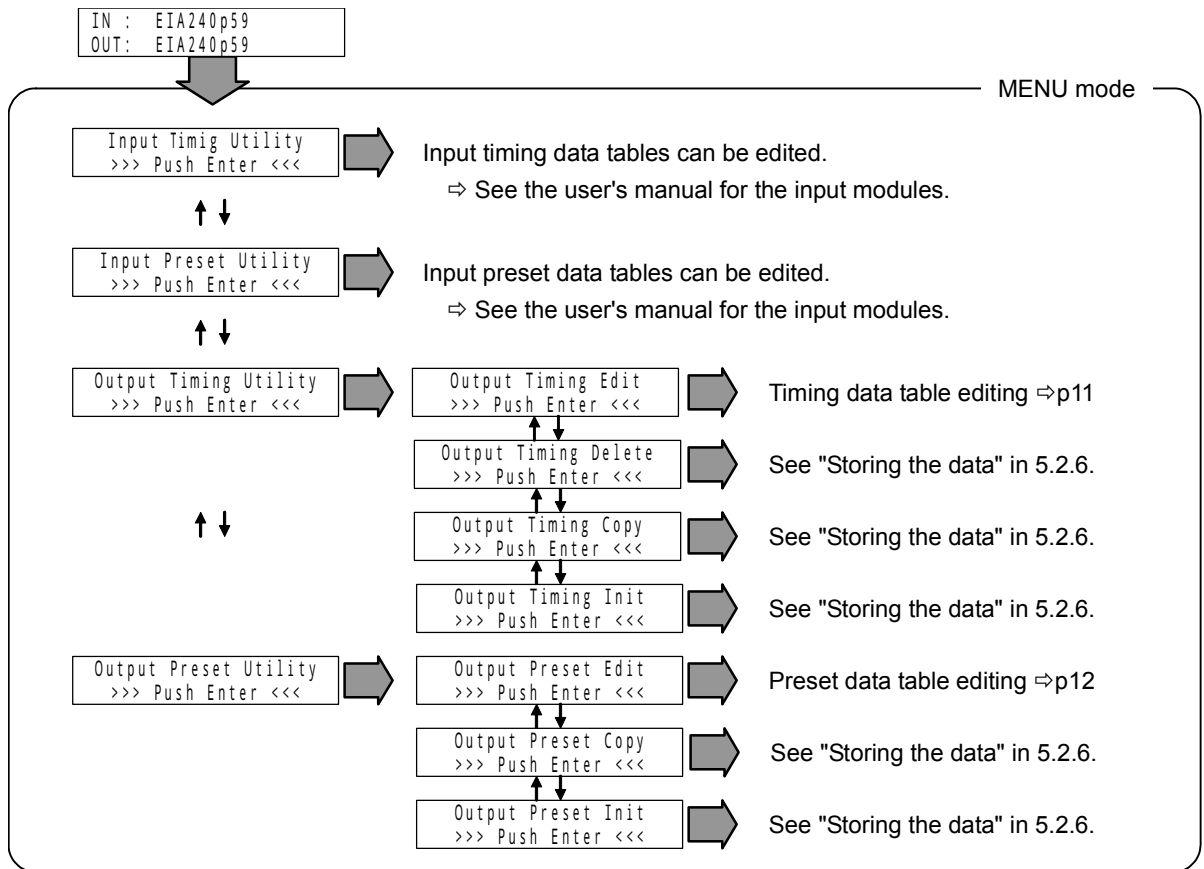 IN : EIA240p59
OUT: EIA240p59
MENU mode
Input Timig Utility
>>> Push Enter <<<
Input timing data tables can be edited.
⇨ See the user's manual for the input modules.
Input Preset Utility
>>> Push Enter <<<
Input preset data tables can be edited.
⇨ See the user's manual for the input modules.
Output Timing Utility
>>> Push Enter <<<
Output Timing Edit
>>> Push Enter <<<
Timing data table editing ⇨p11
Output Timing Delete
>>> Push Enter <<<
See "Storing the data" in 5.2.6.
Output Timing Copy
>>> Push Enter <<<
See "Storing the data" in 5.2.6.
Output Timing Init
>>> Push Enter <<<
See "Storing the data" in 5.2.6.
Output Preset Utility
>>> Push Enter <<<
Output Preset Edit
>>> Push Enter <<<
Preset data table editing ⇨p12
Output Preset Copy
>>> Push Enter <<<
See "Storing the data" in 5.2.6.
Output Preset Init
>>> Push Enter <<<
See "Storing the data" in 5.2.6.